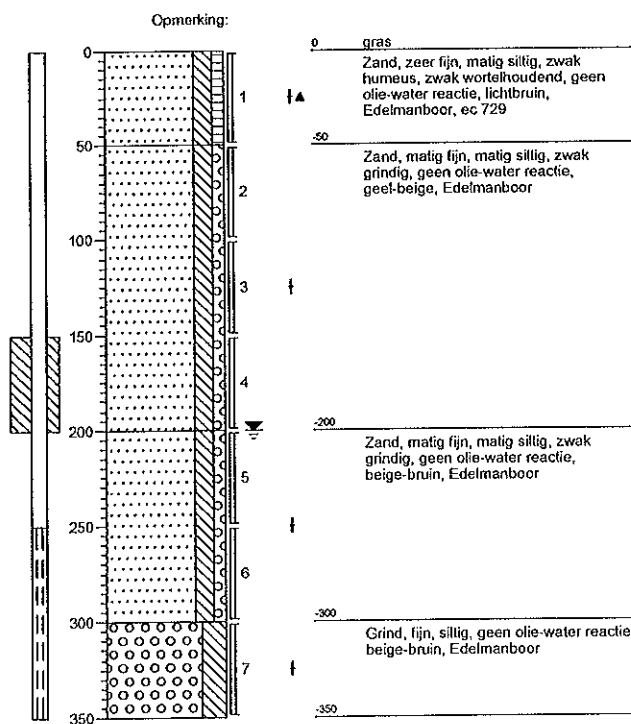 Opmerking:
0
50
100
150
200
250
300
350
1
2
3
4
5
6
7
0 gras
Zand, zeer fijn, matig siltig, zwak
humeus, zwak wortelhoudend, geen
olie-water reactie, lichtbruin,
Edelmanboor, ec 729
-50
Zand, matig fijn, matig siltig, zwak
grindig, geen olie-water reactie,
geel-beige, Edelmanboor
-200
Zand, matig fijn, matig siltig, zwak
grindig, geen olie-water reactie,
beige-bruin, Edelmanboor
-300
Grind, fijn, siltig, geen olie-water reactie
beige-bruin, Edelmanboor
-350